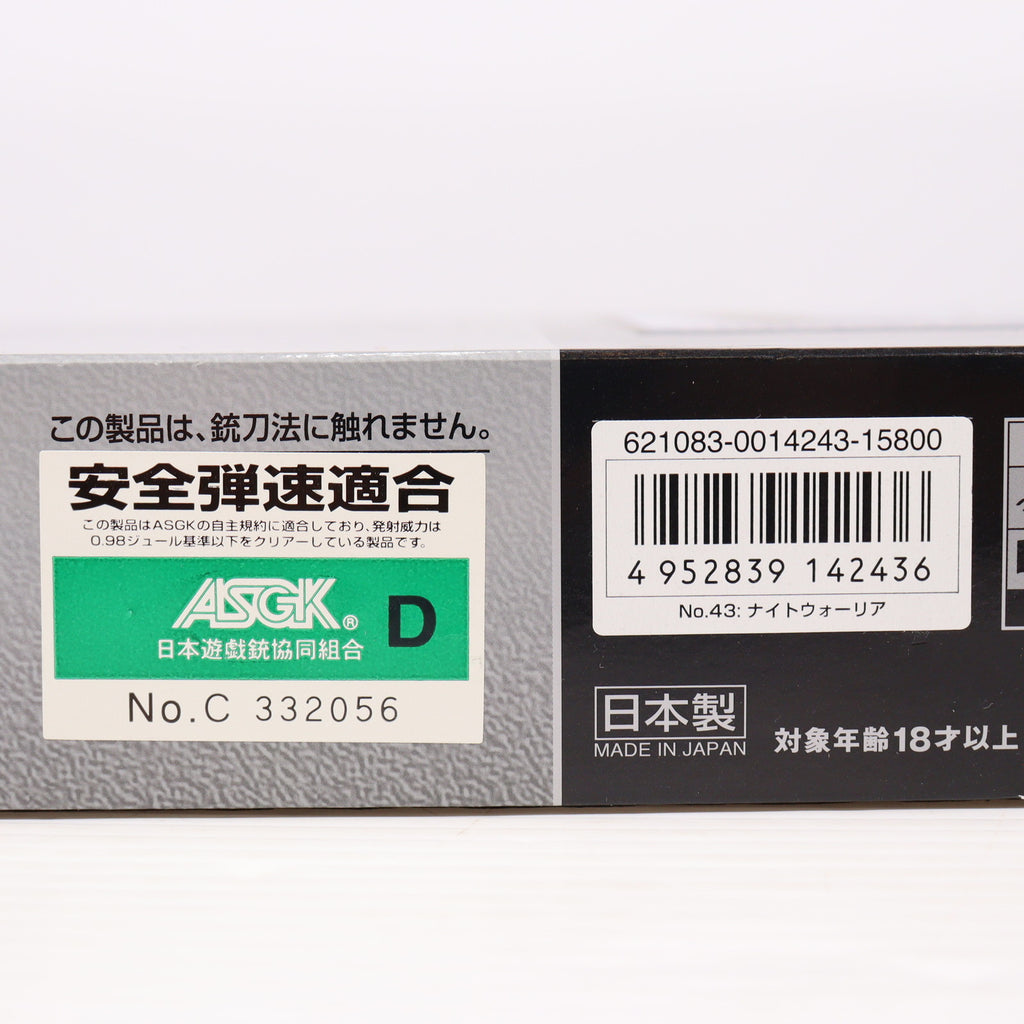 この製品は、銃刀法に触れません。
安全弾速適合
この製品はASGKの自主規約に適合しており、発射威力は
0.98ジュール基準以下をクリアーしている製品です。
ASGK®
D
日本遊戯銃協同組合
No.C 332056
621083-0014243-15800
4 952839 142436
No.43: ナイトウォーリア
日本製
MADE IN JAPAN
対象年齢18才以上